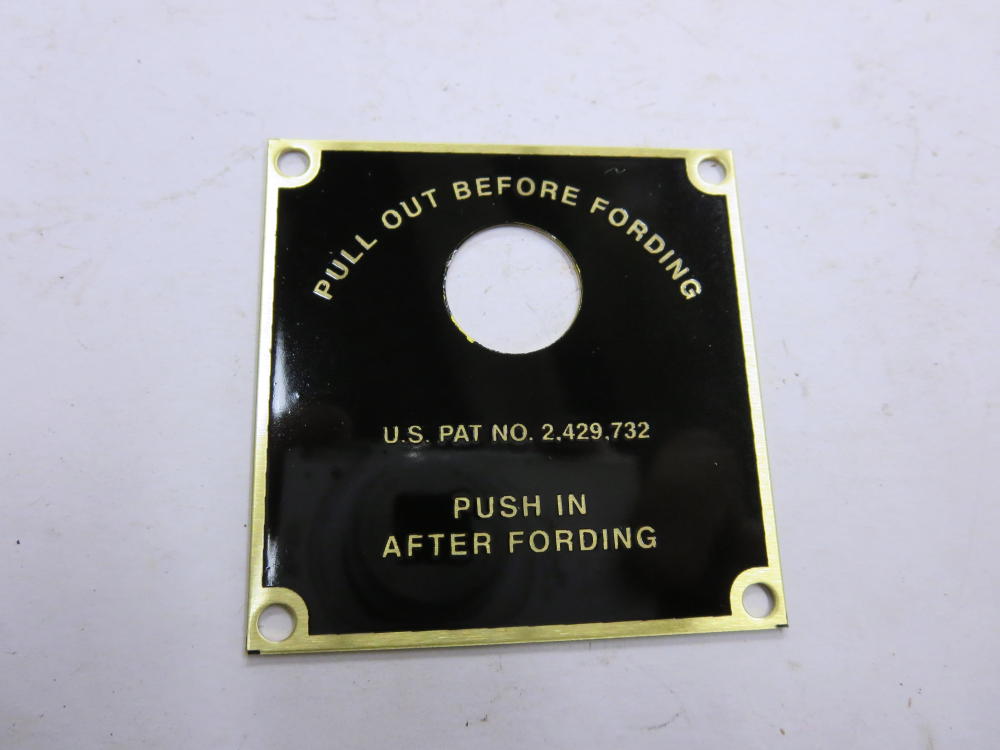 PULL OUT BEFORE FORDING
U.S. PAT NO. 2,429,732
PUSH IN
AFTER FORDING